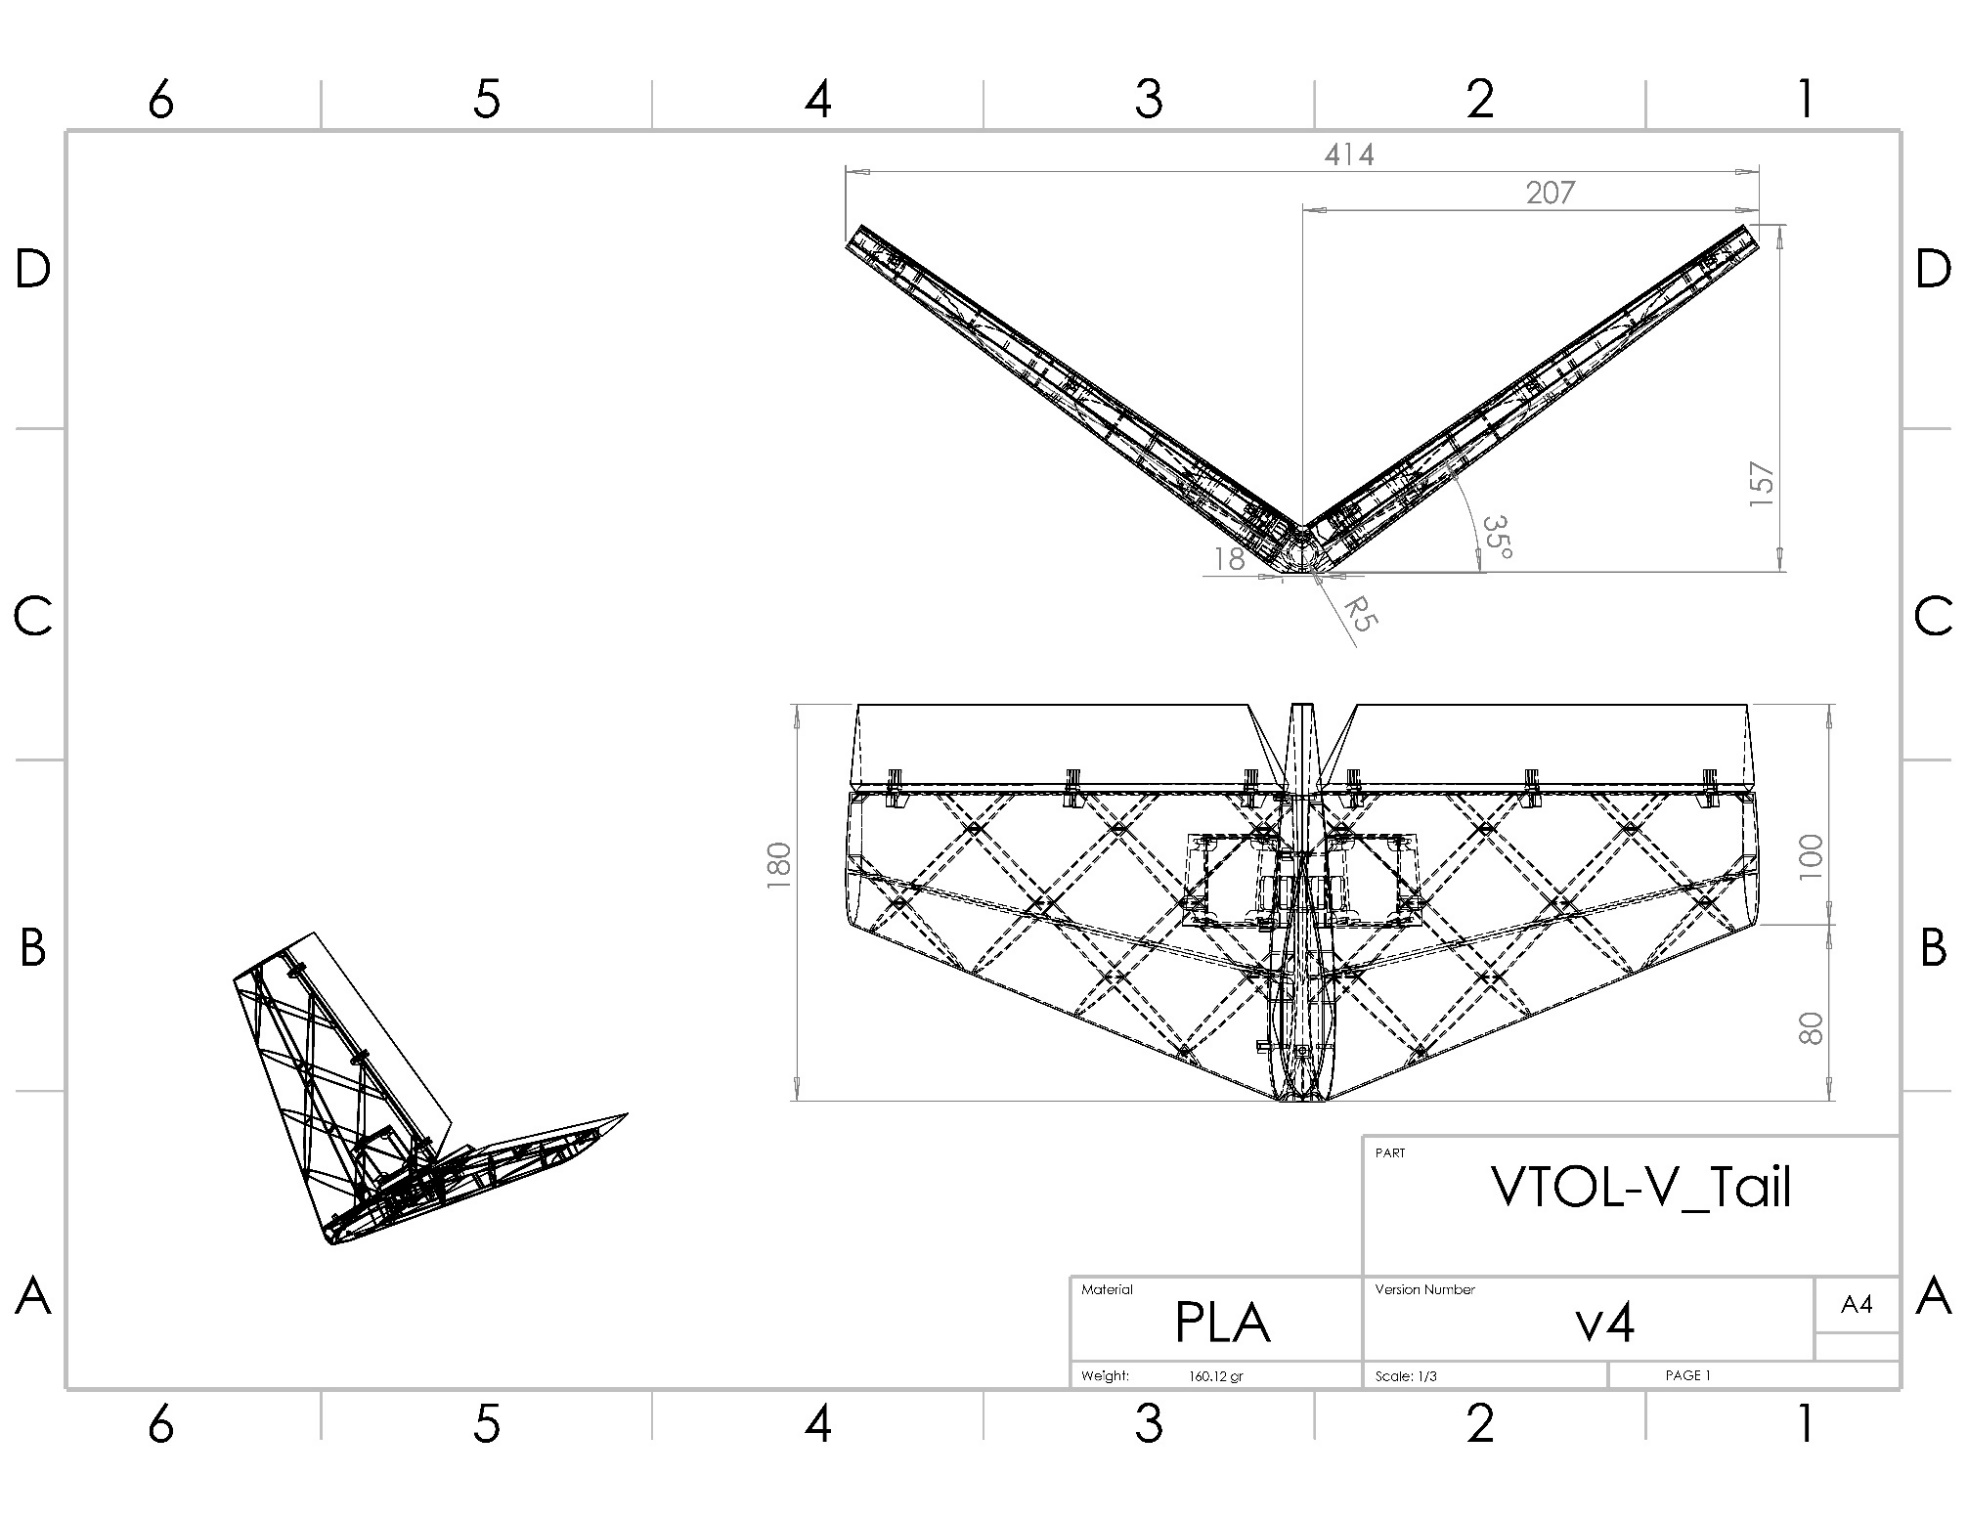 6 5 4 3 2 1
414
207
D D
157
35°
18
R5
C C
180
100
B B
80
PART
VTOL-V_Tail
Material
PLA
Version Number
v4
A4
A A
Weight: 160.12 gr
Scale: 1/3
PAGE 1
6 5 4 3 2 1